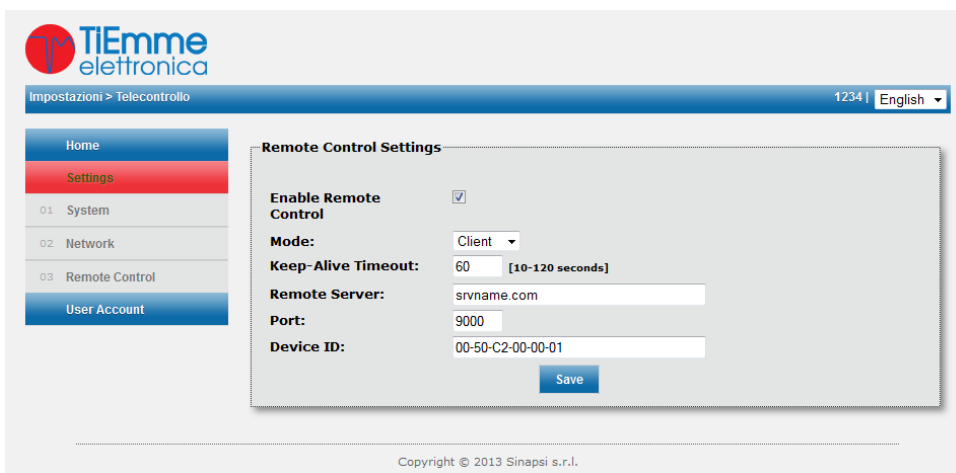 TiEmme
elettronica
Impostazioni > Telecontrollo
1234 | English
Home
Settings
01 System
02 Network
03 Remote Control
User Account
Remote Control Settings
Enable Remote
Control
Mode: Client
Keep-Alive Timeout: 60 [10-120 seconds]
Remote Server: srvname.com
Port: 9000
Device ID: 00-50-C2-00-00-01
Save
Copyright © 2013 Sinapsi s.r.l.